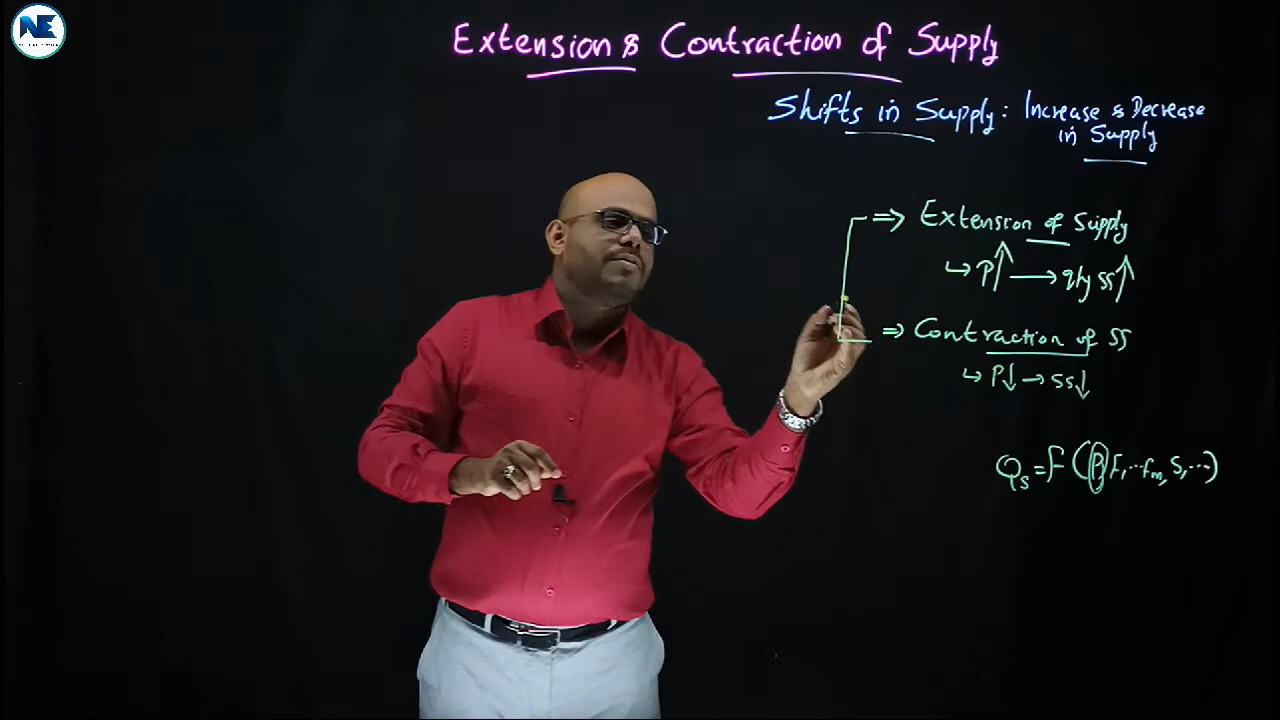 NE
Extension & Contraction of Supply
Shifts in Supply: Increase & Decrease
in Supply
⇒ Extension of Supply
↳ P↑ → qty ss↑
⇒ Contraction of SS
↳ P↓ → ss↓
Qs = f (P, F, ... Fm, S, ...)